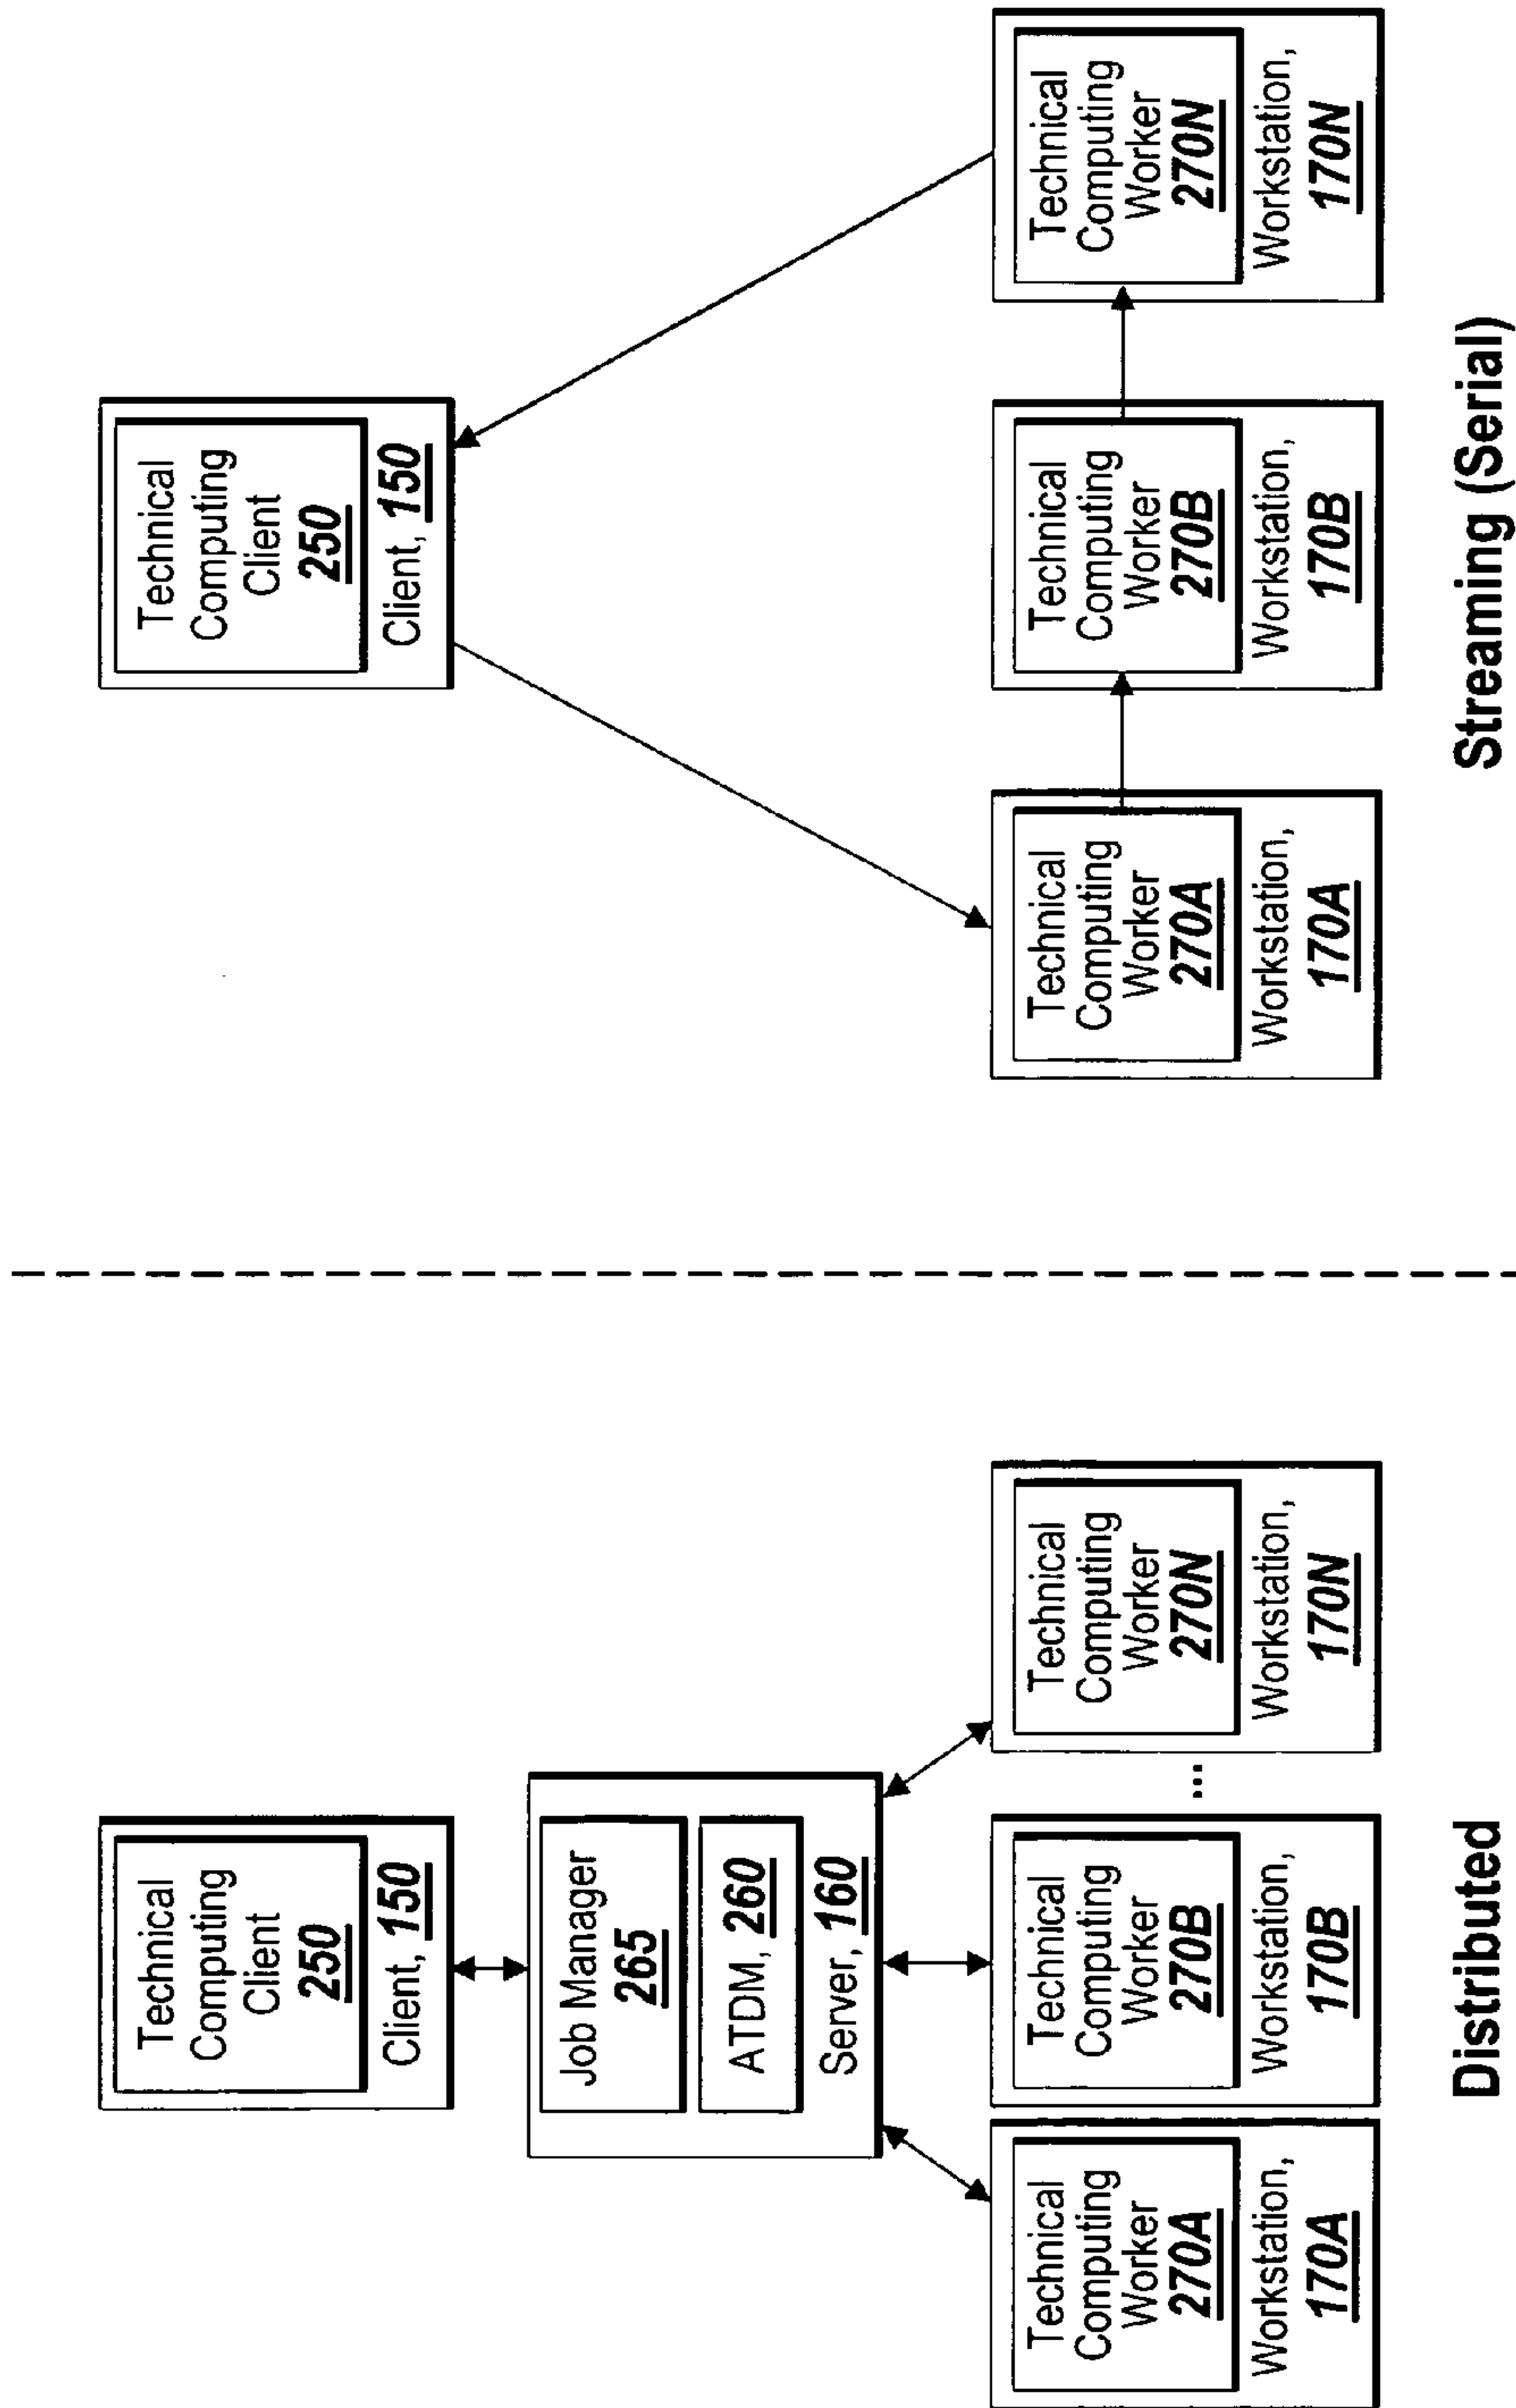 Technical
Computing
Client
250
Client, 150
Job Manager
265
ATDM, 260
Server, 160
Technical
Computing
Worker
270A
Workstation,
170A
Technical
Computing
Worker
270B
Workstation,
170B
...
Technical
Computing
Worker
270N
Workstation,
170N
Distributed
Technical
Computing
Client
250
Client, 150
Technical
Computing
Worker
270A
Workstation,
170A
Technical
Computing
Worker
270B
Workstation,
170B
Technical
Computing
Worker
270N
Workstation,
170N
Streaming (Serial)